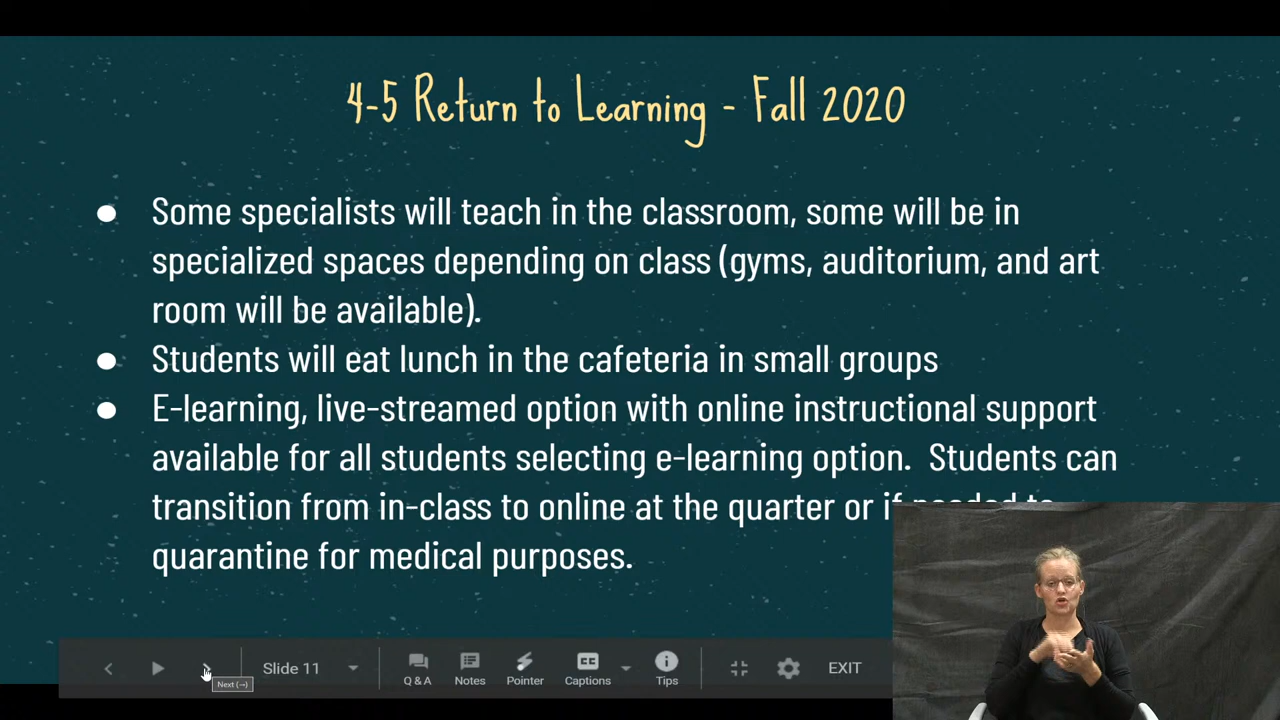 4-5 Return to Learning - Fall 2020
● Some specialists will teach in the classroom, some will be in
specialized spaces depending on class (gyms, auditorium, and art
room will be available).
● Students will eat lunch in the cafeteria in small groups
● E-learning, live-streamed option with online instructional support
available for all students selecting e-learning option.  Students can
transition from in-class to online at the quarter or if needed to
quarantine for medical purposes.
Slide 11
Q & A
Notes
Pointer
CC
Captions
Tips
EXIT
Next (→)